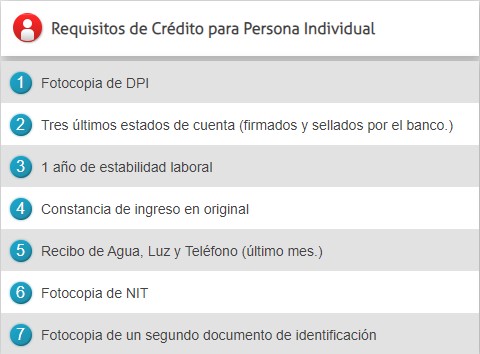 Requisitos de Crédito para Persona Individual
1 Fotocopia de DPI
2 Tres últimos estados de cuenta (firmados y sellados por el banco.)
3 1 año de estabilidad laboral
4 Constancia de ingreso en original
5 Recibo de Agua, Luz y Teléfono (último mes.)
6 Fotocopia de NIT
7 Fotocopia de un segundo documento de identificación